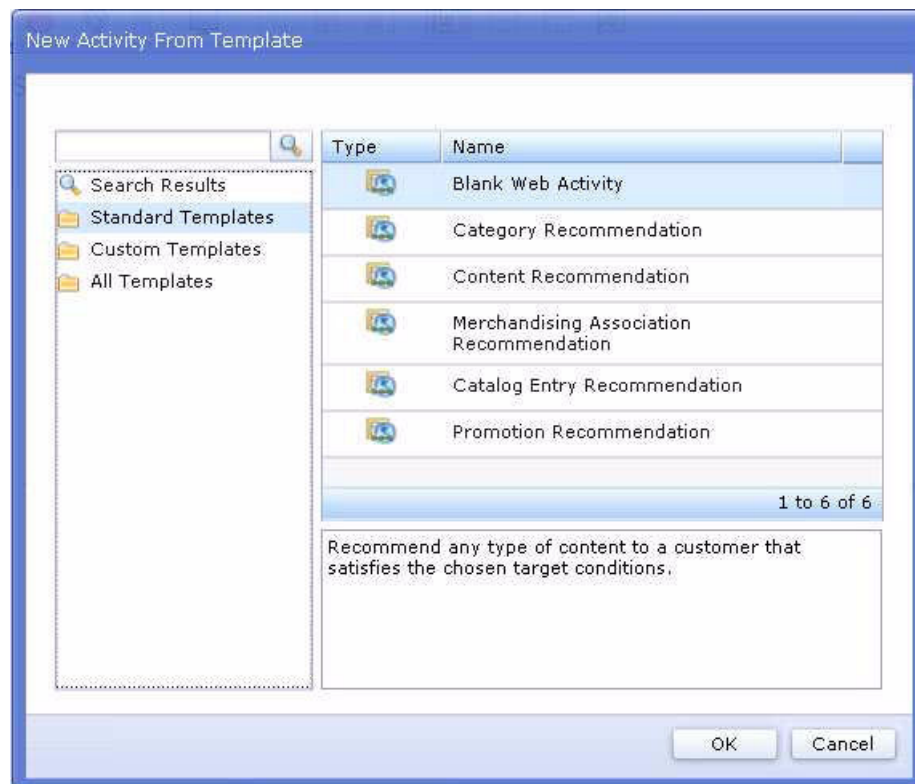 New Activity From Template
Search Results
Standard Templates
Custom Templates
All Templates
Type Name
Blank Web Activity
Category Recommendation
Content Recommendation
Merchandising Association
Recommendation
Catalog Entry Recommendation
Promotion Recommendation
1 to 6 of 6
Recommend any type of content to a customer that
satisfies the chosen target conditions.
OK Cancel